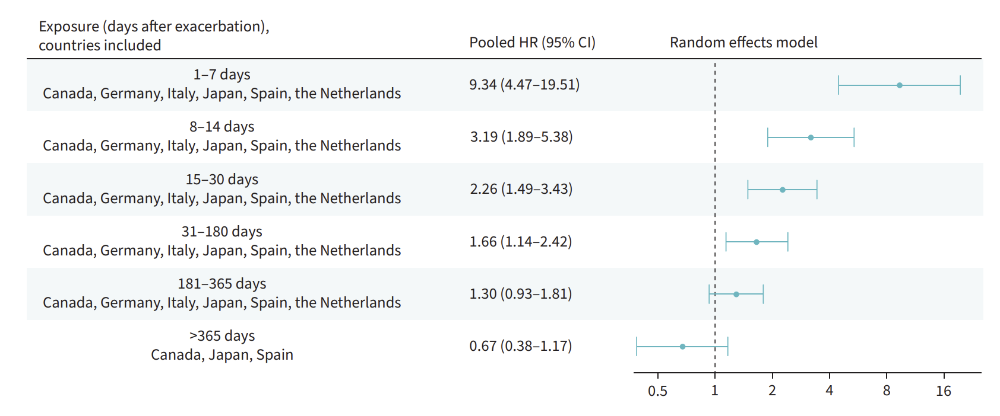 Exposure (days after exacerbation),
countries included
Pooled HR (95% CI)
Random effects model
1–7 days
Canada, Germany, Italy, Japan, Spain, the Netherlands
9.34 (4.47–19.51)
8–14 days
Canada, Germany, Italy, Japan, Spain, the Netherlands
3.19 (1.89–5.38)
15–30 days
Canada, Germany, Italy, Japan, Spain, the Netherlands
2.26 (1.49–3.43)
31–180 days
Canada, Germany, Italy, Japan, Spain, the Netherlands
1.66 (1.14–2.42)
181–365 days
Canada, Germany, Italy, Japan, Spain, the Netherlands
1.30 (0.93–1.81)
>365 days
Canada, Japan, Spain
0.67 (0.38–1.17)
0.5 1 2 4 8 16